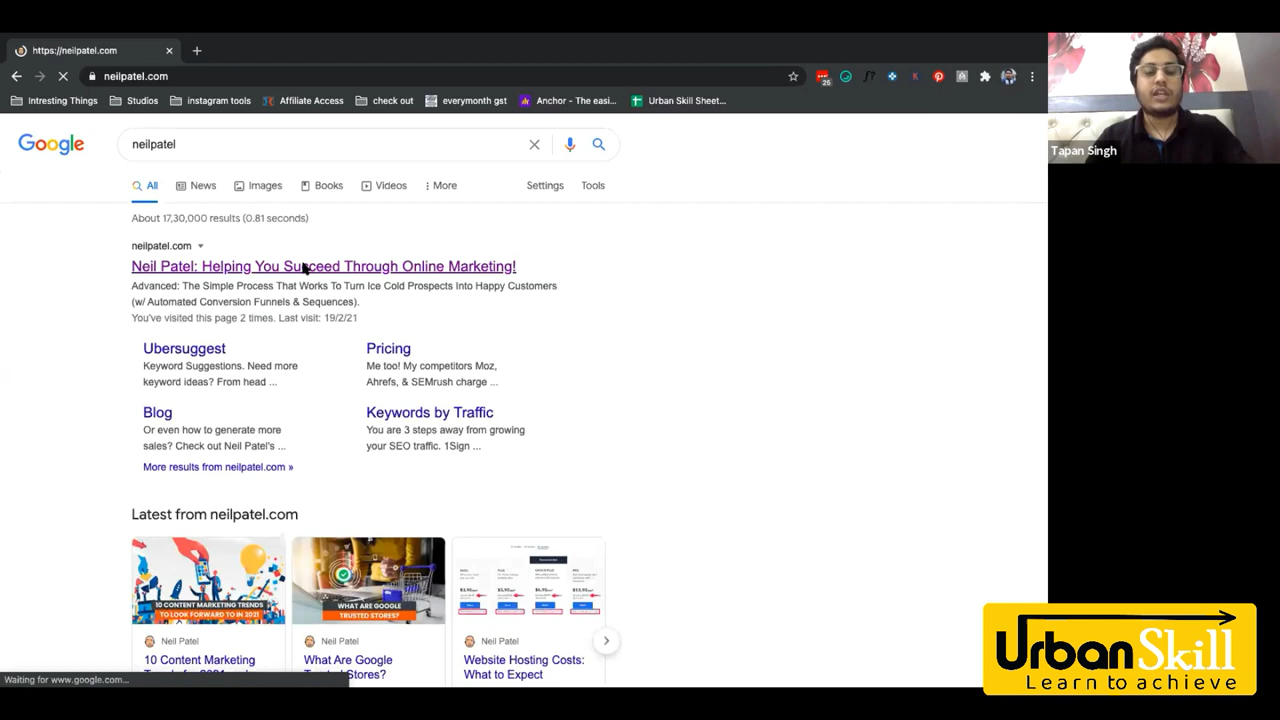 https://neilpatel.com
neilpatel.com
25
f?
K
Intresting Things
Studios
instagram tools
Affiliate Access
check out
everymonth gst
Anchor - The easi...
Urban Skill Sheet...
Tapan Singh
Google
neilpatel
All
News
Images
Books
Videos
More
Settings
Tools
About 17,30,000 results (0.81 seconds)
neilpatel.com
Neil Patel: Helping You Succeed Through Online Marketing!
Advanced: The Simple Process That Works To Turn Ice Cold Prospects Into Happy Customers
(w/ Automated Conversion Funnels & Sequences).
You've visited this page 2 times. Last visit: 19/2/21
Ubersuggest
Keyword Suggestions. Need more
keyword ideas? From head ...
Pricing
Me too! My competitors Moz,
Ahrefs, & SEMrush charge ...
Blog
Or even how to generate more
sales? Check out Neil Patel's ...
Keywords by Traffic
You are 3 steps away from growing
your SEO traffic. 1Sign ...
More results from neilpatel.com »
Latest from neilpatel.com
10 CONTENT MARKETING TRENDS
TO LOOK FORWARD TO IN 2021
WHAT ARE GOOGLE
TRUSTED STORES?
Neil Patel
Neil Patel
Neil Patel
10 Content Marketing
What Are Google
Stores?
Website Hosting Costs:
What to Expect
Waiting for www.google.com...
Urban Skill
Learn to achieve